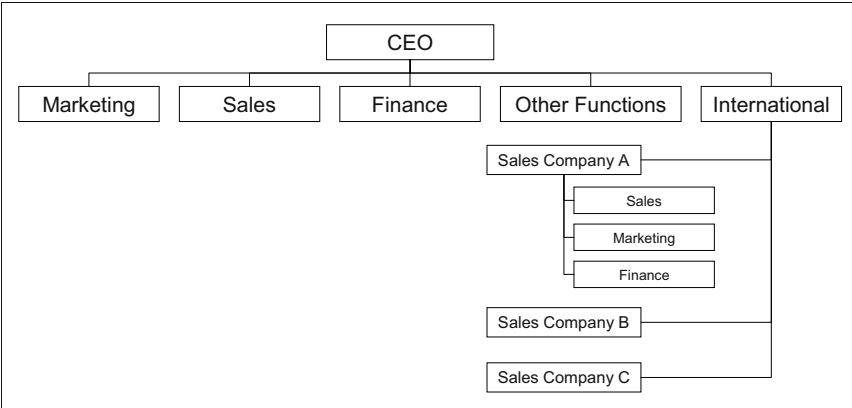 CEO
Marketing
Sales
Finance
Other Functions
International
Sales Company A
Sales
Marketing
Finance
Sales Company B
Sales Company C